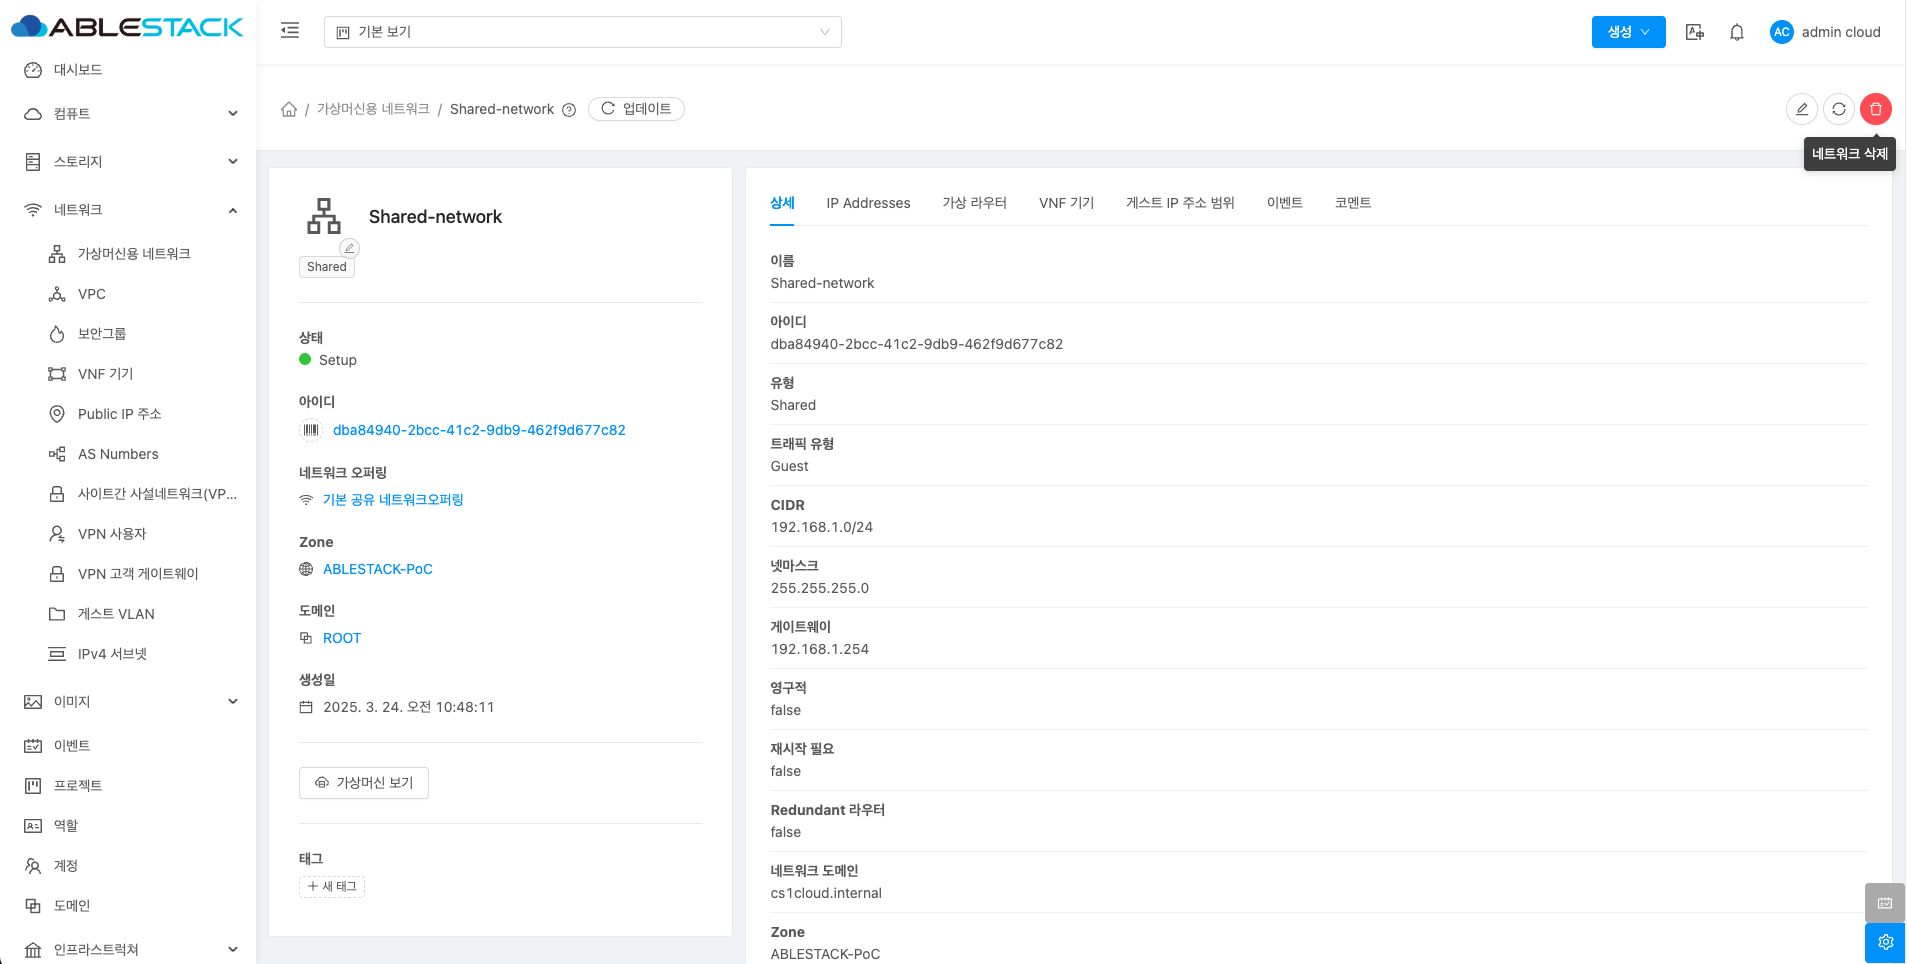 ABLESTACK
기본 보기
생성
AC
admin cloud
대시보드
컴퓨트
스토리지
네트워크
가상머신용 네트워크
VPC
보안그룹
VNF 기기
Public IP 주소
AS Numbers
사이트간 사설네트워크(VP...
VPN 사용자
VPN 고객 게이트웨이
게스트 VLAN
IPv4 서브넷
이미지
이벤트
프로젝트
역할
계정
도메인
인프라스트럭쳐
/ 가상머신용 네트워크 / Shared-network
업데이트
네트워크 삭제
Shared-network
Shared
상태
Setup
아이디
dba84940-2bcc-41c2-9db9-462f9d677c82
네트워크 오퍼링
기본 공유 네트워크오퍼링
Zone
ABLESTACK-PoC
도메인
ROOT
생성일
2025. 3. 24. 오전 10:48:11
가상머신 보기
태그
+ 새 태그
상세 IP Addresses 가상 라우터 VNF 기기 게스트 IP 주소 범위 이벤트 코멘트
이름
Shared-network
아이디
dba84940-2bcc-41c2-9db9-462f9d677c82
유형
Shared
트래픽 유형
Guest
CIDR
192.168.1.0/24
넷마스크
255.255.255.0
게이트웨이
192.168.1.254
영구적
false
재시작 필요
false
Redundant 라우터
false
네트워크 도메인
cs1cloud.internal
Zone
ABLESTACK-PoC